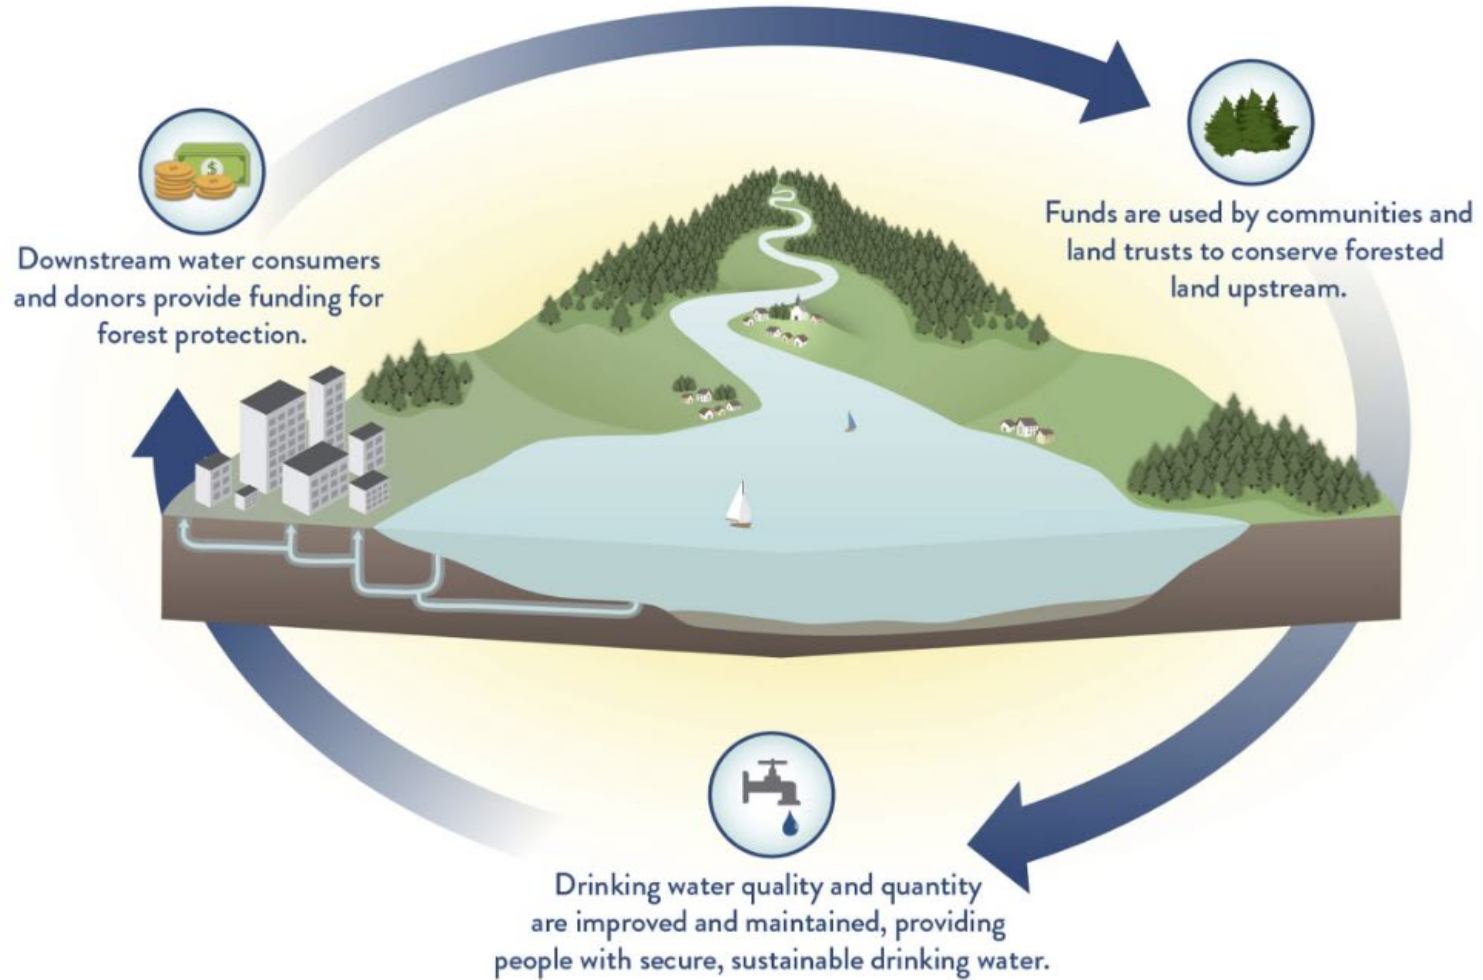 Downstream water consumers
and donors provide funding for
forest protection.
Funds are used by communities and
land trusts to conserve forested
land upstream.
Drinking water quality and quantity
are improved and maintained, providing
people with secure, sustainable drinking water.